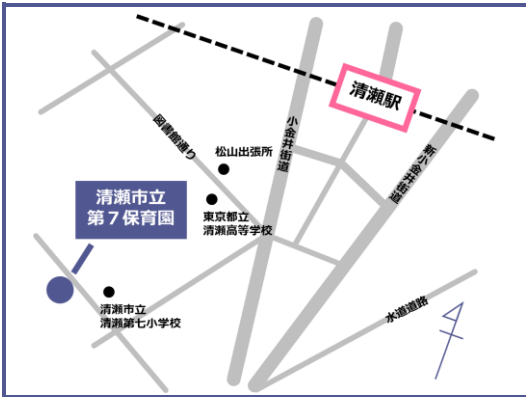 清瀬駅
小金井街道
新小金井街道
図書館通り
松山出張所
東京都立
清瀬高等学校
清瀬市立
第７保育園
清瀬市立
清瀬第七小学校
水道道路